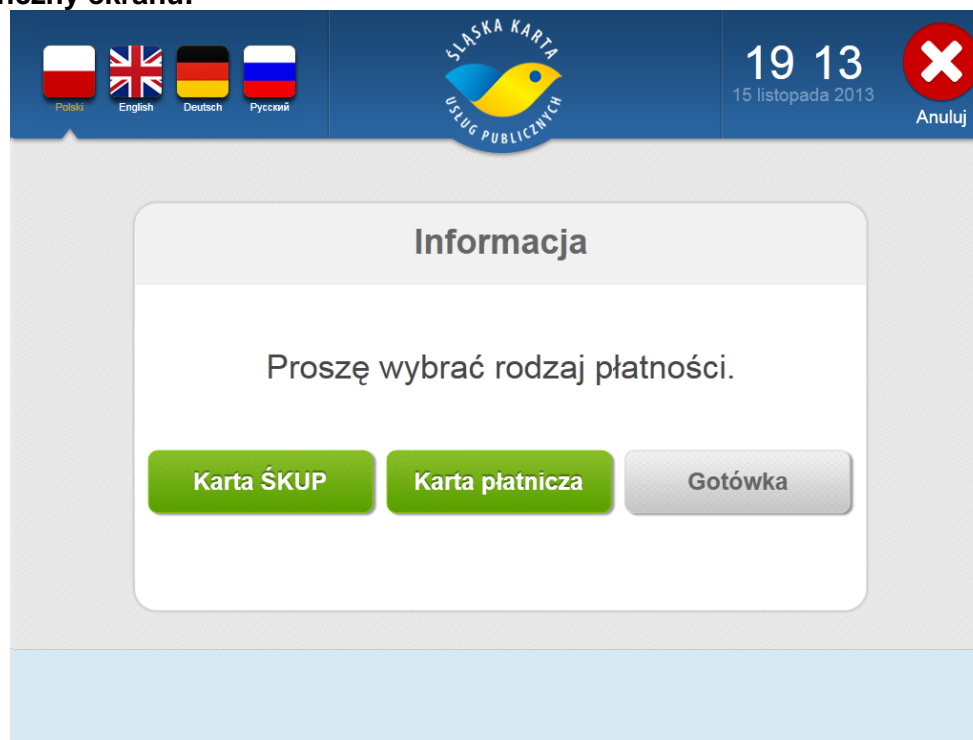 ekranu:
Polski English Deutsch Русский
ŚLĄSKA KARTA
USŁUG PUBLICZNYCH
19 13
15 listopada 2013
Anuluj
Informacja
Proszę wybrać rodzaj płatności.
Karta ŚKUP Karta płatnicza Gotówka